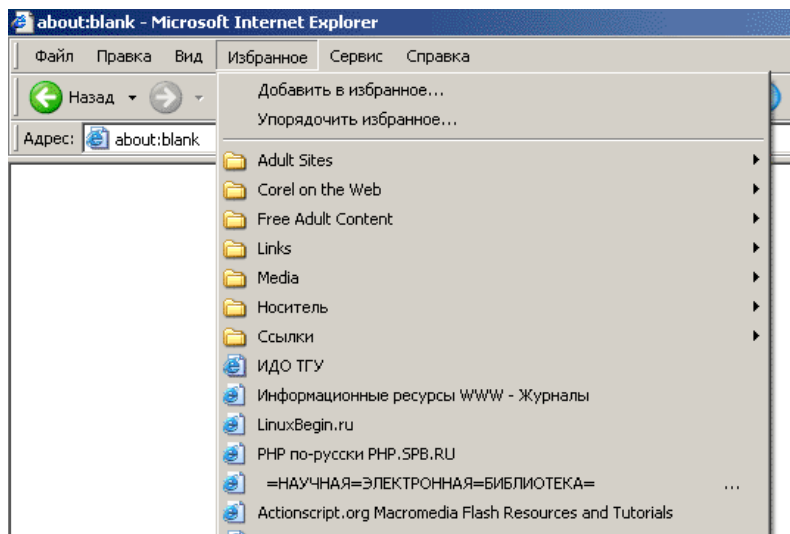 about:blank - Microsoft Internet Explorer
Файл Правка Вид Избранное Сервис Справка
Назад
Добавить в избранное...
Упорядочить избранное...
Адрес: about:blank
Adult Sites
Corel on the Web
Free Adult Content
Links
Media
Носитель
Ссылки
ИДО ТГУ
Информационные ресурсы WWW - Журналы
LinuxBegin.ru
PHP по-русски PHP.SPB.RU
=НАУЧНАЯ=ЭЛЕКТРОННАЯ=БИБЛИОТЕКА= ...
Actionscript.org Macromedia Flash Resources and Tutorials